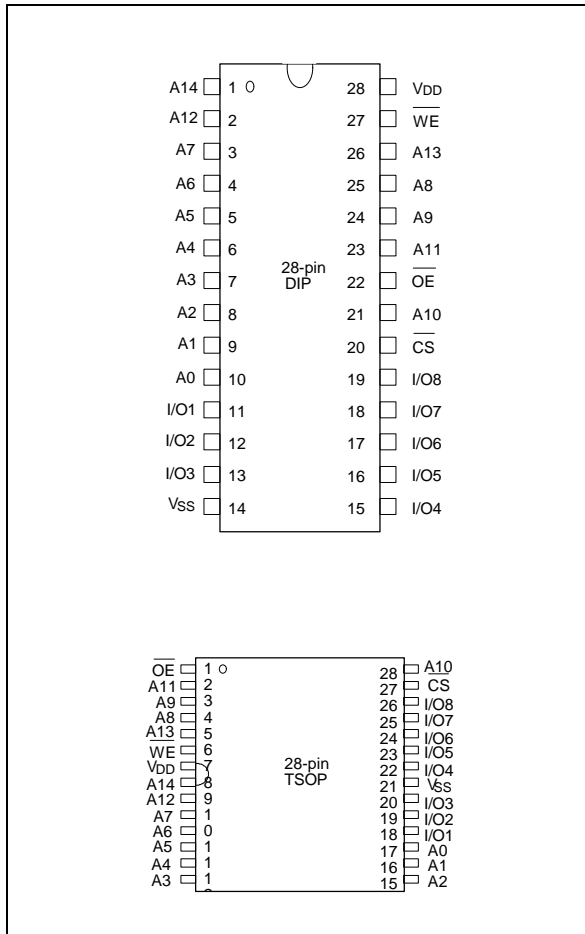 A14 1 28 VDD
A12 2 27 WE
A7 3 26 A13
A6 4 25 A8
A5 5 24 A9
A4 6 23 A11
28-pin
DIP
A3 7 22 OE
A2 8 21 A10
A1 9 20 CS
A0 10 19 I/O8
I/O1 11 18 I/O7
I/O2 12 17 I/O6
I/O3 13 16 I/O5
VSS 14 15 I/O4
OE 1 28 A10
A11 2 27 CS
A9 3 26 I/O8
A8 4 25 I/O7
A13 5 24 I/O6
WE 6 23 I/O5
28-pin
TSOP
VDD 7 22 I/O4
A14 8 21 VSS
A12 9 20 I/O3
A7 1 19 I/O2
A6 0 18 I/O1
A5 1 17 A0
A4 1 16 A1
A3 1 15 A2